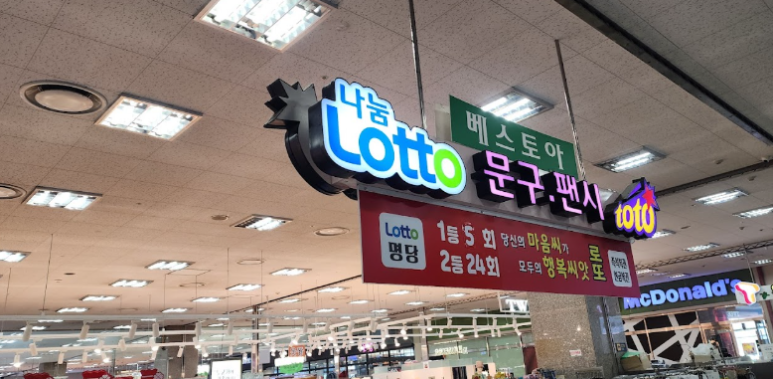 나눔
Lotto
베스토아
문구.팬시
toto
Lotto
명당
1등 5 회
2등 24회
당신의 마음씨가
모두의 행복씨앗
로또
McDonald's